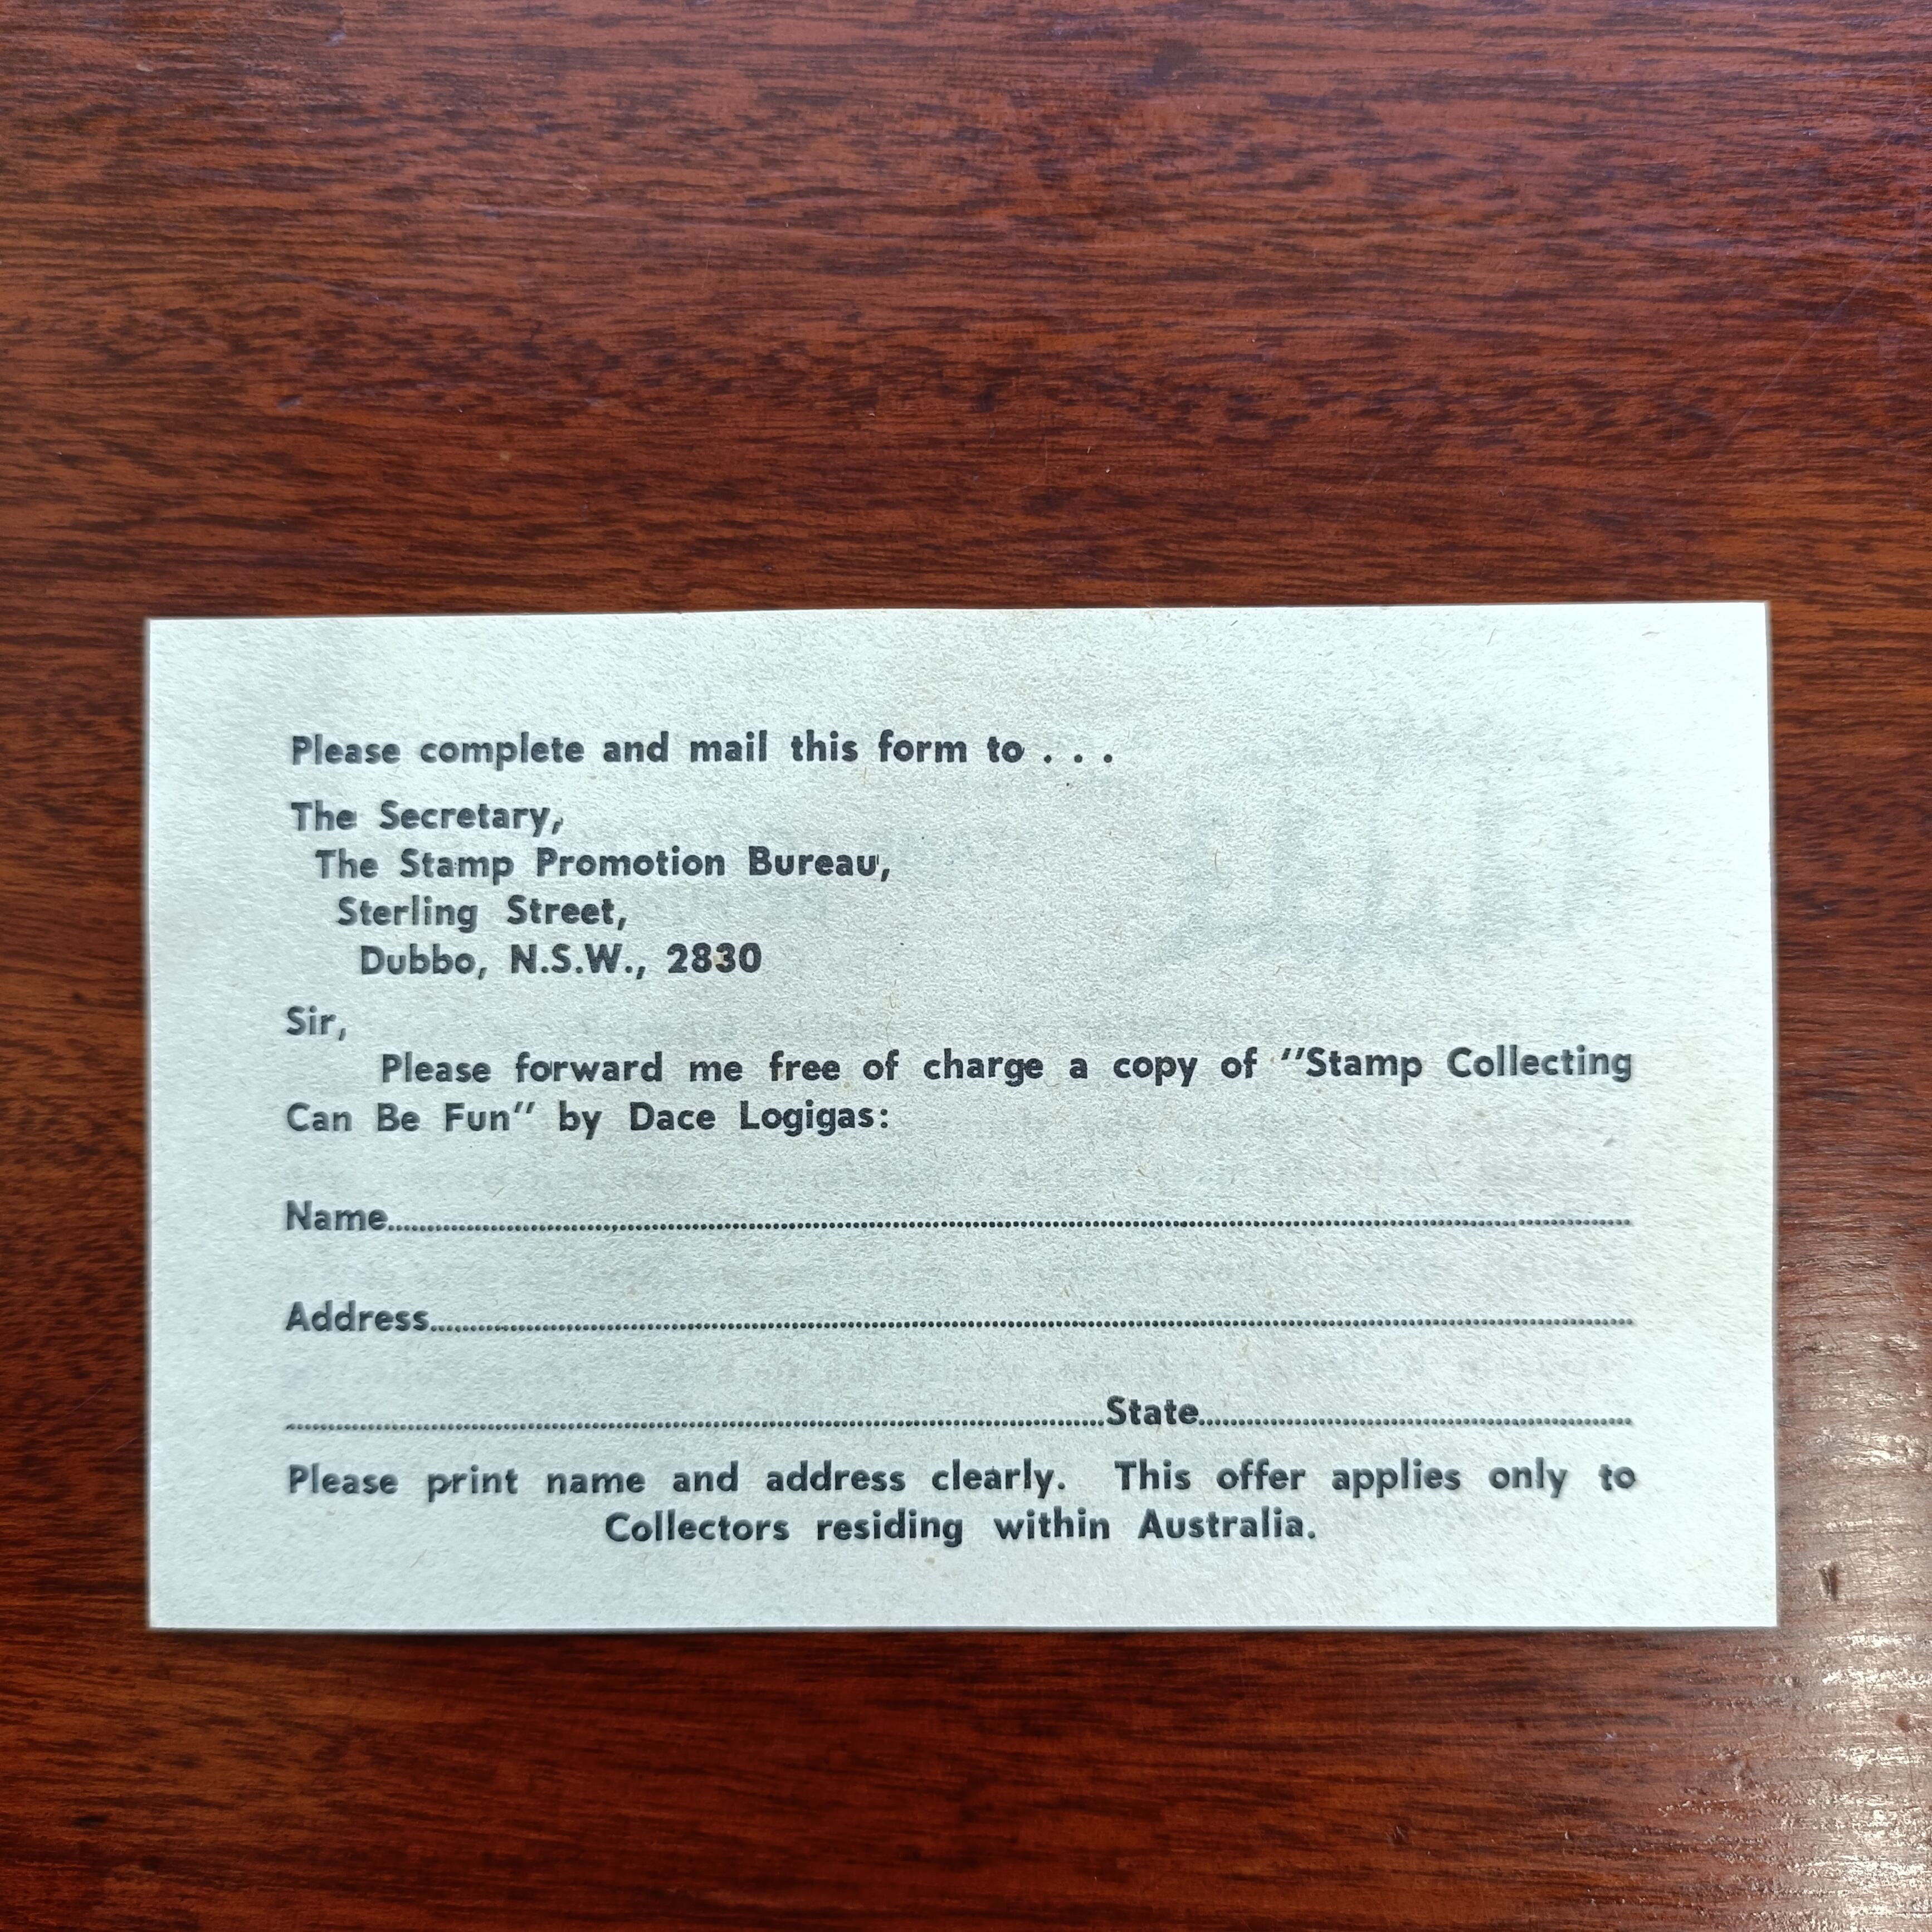 Please complete and mail this form to . . .
The Secretary,
The Stamp Promotion Bureau,
Sterling Street,
Dubbo, N.S.W., 2830
Sir,
Please forward me free of charge a copy of "Stamp Collecting
Can Be Fun" by Dace Logigas:
Name
Address
State
Please print name and address clearly. This offer applies only to
Collectors residing within Australia.